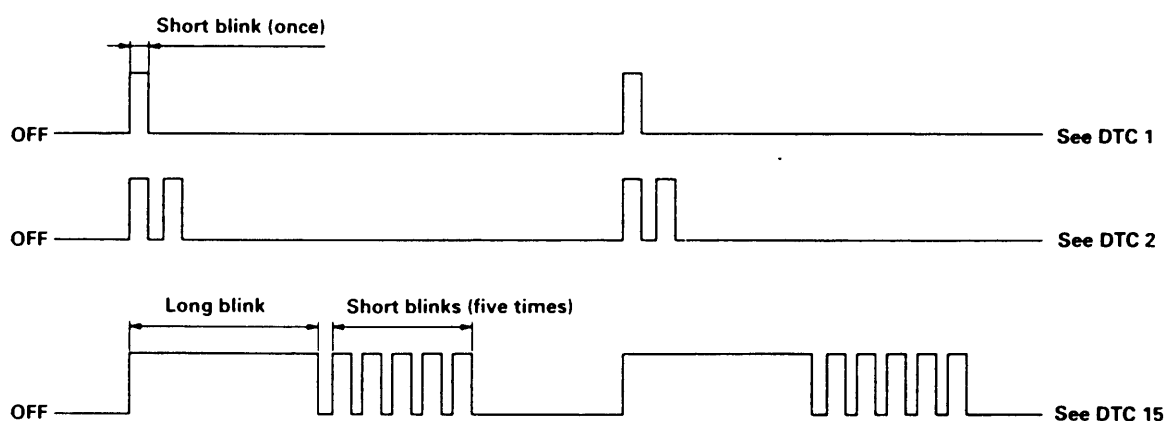 Short blink (once)
OFF See DTC 1
OFF See DTC 2
Long blink Short blinks (five times)
OFF See DTC 15